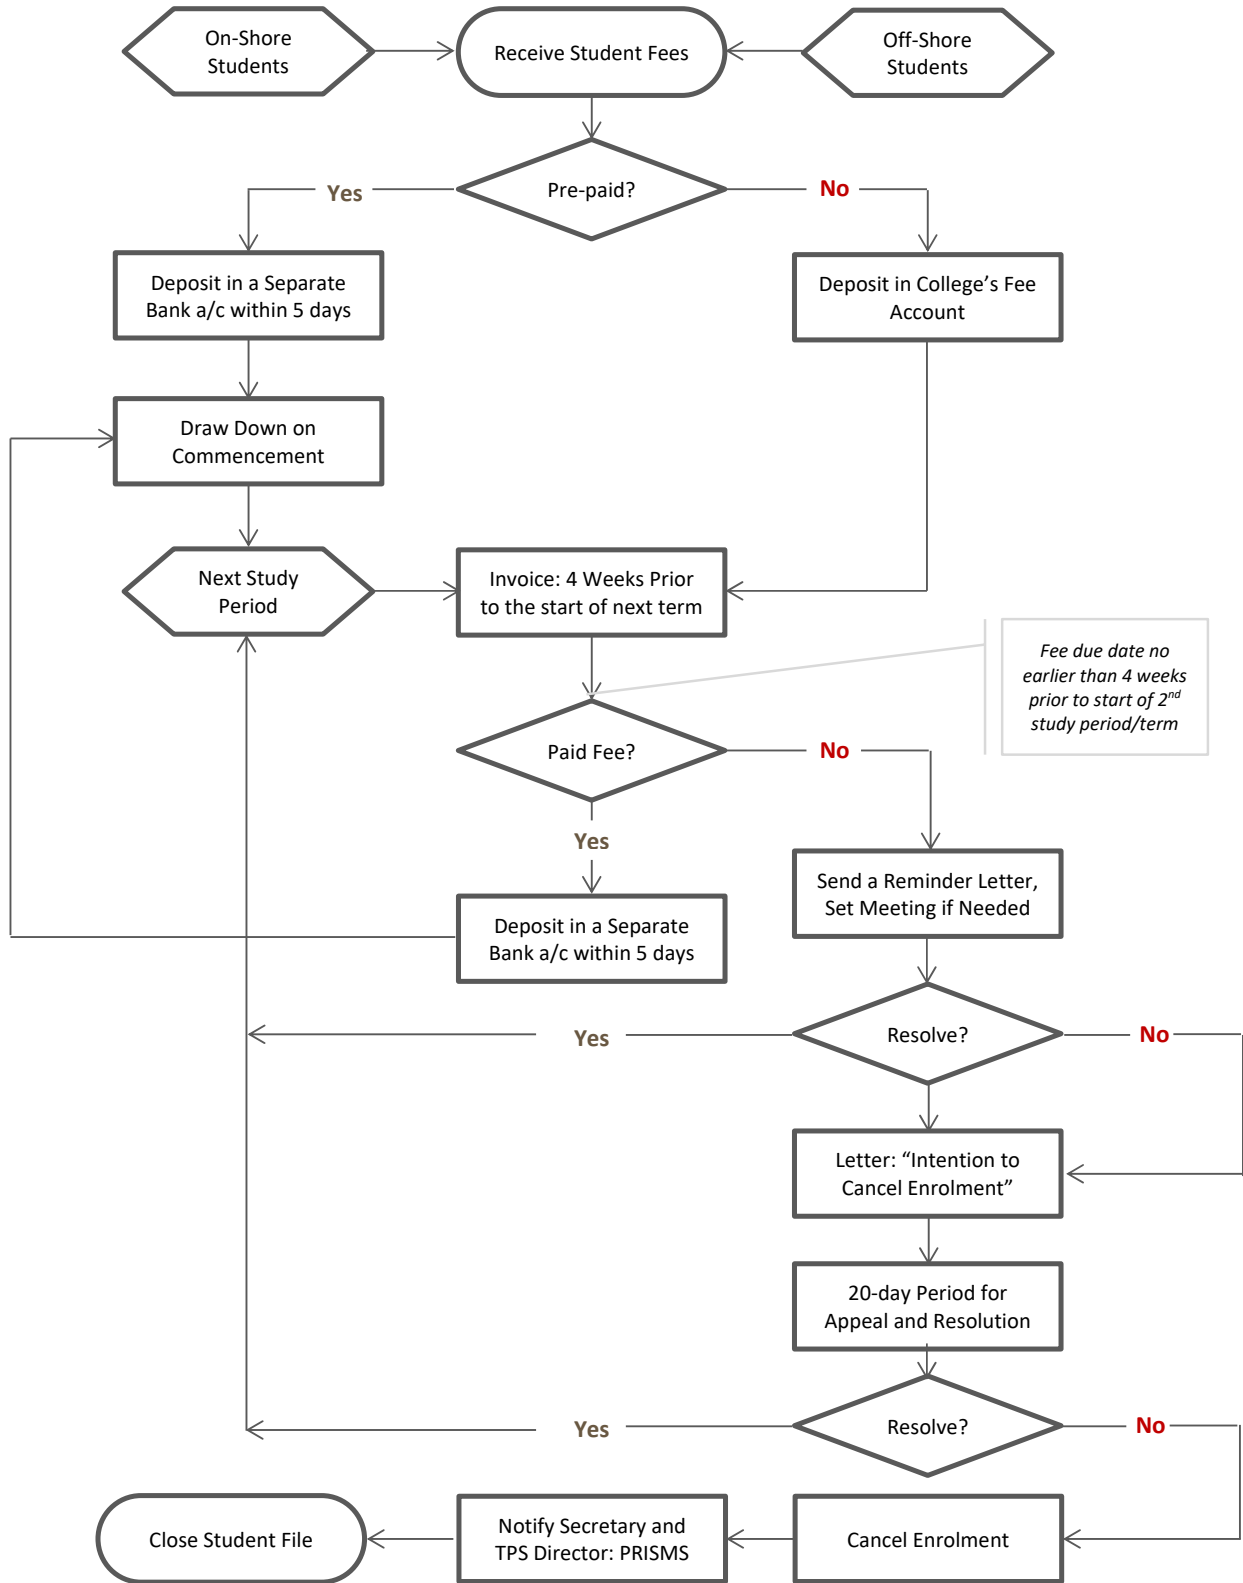 On-Shore
Students
Receive Student Fees
Off-Shore
Students
Pre-paid?
Yes
No
Deposit in a Separate
Bank a/c within 5 days
Deposit in College’s Fee
Account
Draw Down on
Commencement
Next Study
Period
Invoice: 4 Weeks Prior
to the start of next term
Fee due date no
earlier than 4 weeks
prior to start of 2nd
study period/term
Paid Fee?
No
Yes
Send a Reminder Letter,
Set Meeting if Needed
Deposit in a Separate
Bank a/c within 5 days
Resolve?
Yes
No
Letter: “Intention to
Cancel Enrolment”
20-day Period for
Appeal and Resolution
Resolve?
Yes
No
Close Student File
Notify Secretary and
TPS Director: PRISMS
Cancel Enrolment